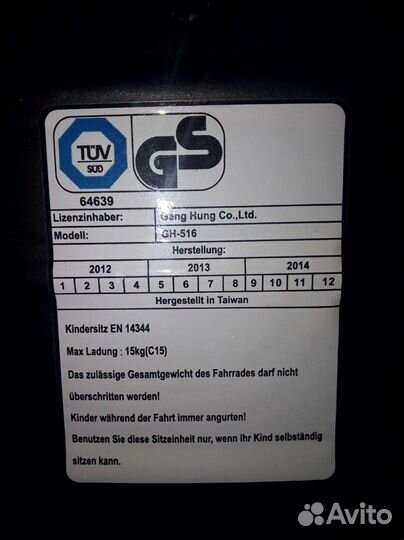 TÜV
SÜD
GS
64639
Lizenzinhaber: Gang Hung Co.,Ltd.
Modell: GH-516
Herstellung:
2012 2013 2014
1 2 3 4 5 6 7 8 9 10 11 12
Hergestellt in Taiwan
Kindersitz EN 14344
Max Ladung : 15kg(C15)
Das zulässige Gesamtgewicht des Fahrrades darf nicht
überschritten werden!
Kinder während der Fahrt immer angurten!
Benutzen Sie diese Sitzeinheit nur, wenn Ihr Kind selbständig
sitzen kann.
Avito